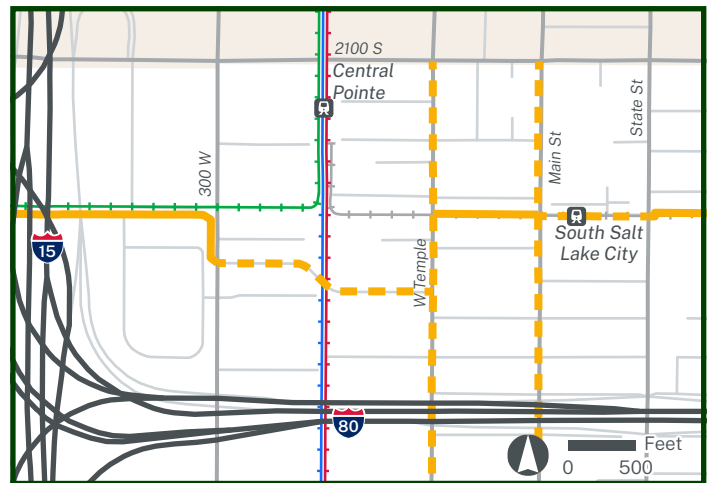 2100 S
Central
Pointe
State St
Main St
300 W
South Salt
Lake City
15
W Temple
80
Feet
0 500